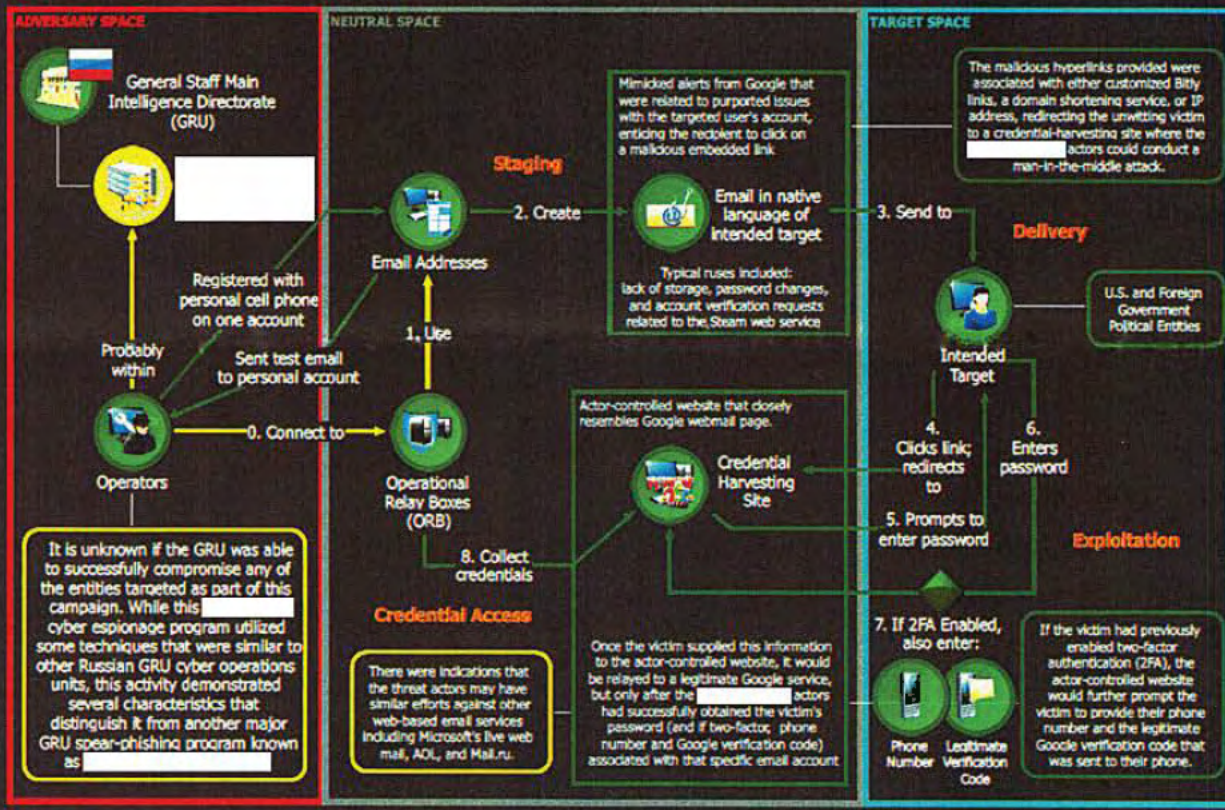 ADVERSARY SPACE
General Staff Main
Intelligence Directorate
(GRU)
Probably
within
Operators
It is unknown if the GRU was able
to successfully compromise any of
the entities targeted as part of this
campaign. While this
cyber espionage program utilized
some techniques that were similar to
other Russian GRU cyber operations
units, this activity demonstrated
several characteristics that
distinguish it from another major
GRU spear-phishing program known
as
Registered with
personal cell phone
on one account
Sent test email
to personal account
0. Connect to
NEUTRAL SPACE
Staging
Email Addresses
1. Use
Operational
Relay Boxes
(ORB)
2. Create
Mimicked alerts from Google that
were related to purported issues
with the targeted user's account,
enticing the recipient to click on
a malicious embedded link
Email in native
language of
intended target
Typical ruses included:
lack of storage, password changes,
and account verification requests
related to the Steam web service
Actor-controlled website that closely
resembles Google webmail page.
Credential
Harvesting
Site
8. Collect
credentials
Credential Access
There were indications that
the threat actors may have
similar efforts against other
web-based email services
including Microsoft's live web
mail, AOL, and Mail.ru.
Once the victim supplied this information
to the actor-controlled website, it would
be relayed to a legitimate Google service,
but only after the actors
had successfully obtained the victim's
password (and if two-factor, phone
number and Google verification code)
associated with that specific email account
TARGET SPACE
The malicious hyperlinks provided were
associated with either customized Bitly
links, a domain shortening service, or IP
address, redirecting the unwitting victim
to a credential-harvesting site where the
actors could conduct a
man-in-the-middle attack.
3. Send to
Delivery
Intended
Target
U.S. and Foreign
Government
Political Entities
4.
Clicks link;
redirects
to
5. Prompts to
enter password
6.
Enters
password
Exploitation
7. If 2FA Enabled,
also enter:
Phone
Number
Legitimate
Verification
Code
If the victim had previously
enabled two-factor
authentication (2FA), the
actor-controlled website
would further prompt the
victim to provide their phone
number and the legitimate
Google verification code that
was sent to their phone.